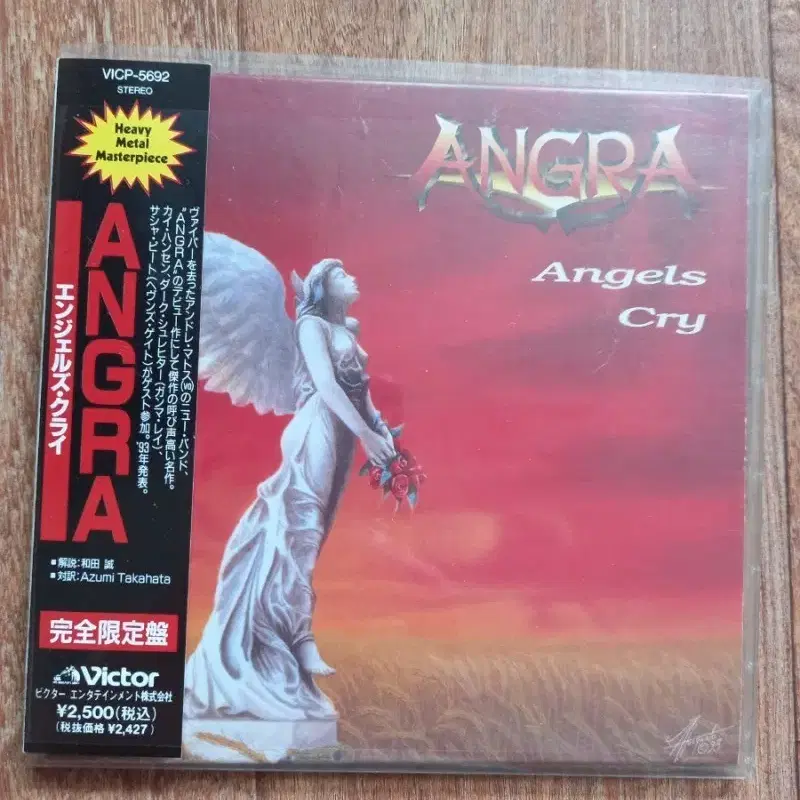 VICP-5692
STEREO
Heavy
Metal
Masterpiece
ANGRA
エンジェルズ・クライ
ヴァイパーを去ったアンドレ・マトス(vo)のニュー・バンド、
"ANGRA"のデビュー作にして傑作の呼び声高い名作。
カイ・ハンセン、ダーク・シュレヒター(ガンマ・レイ)、
サシャ・ピート(ヘヴンズ・ゲイト)がゲスト参加。'93年発表。
■解説:和田 誠
■対訳:Azumi Takahata
完全限定盤
Victor
ビクター エンタテインメント株式会社
¥2,500(税込)
(税抜価格 ¥2,427)
ANGRA
Angels
Cry